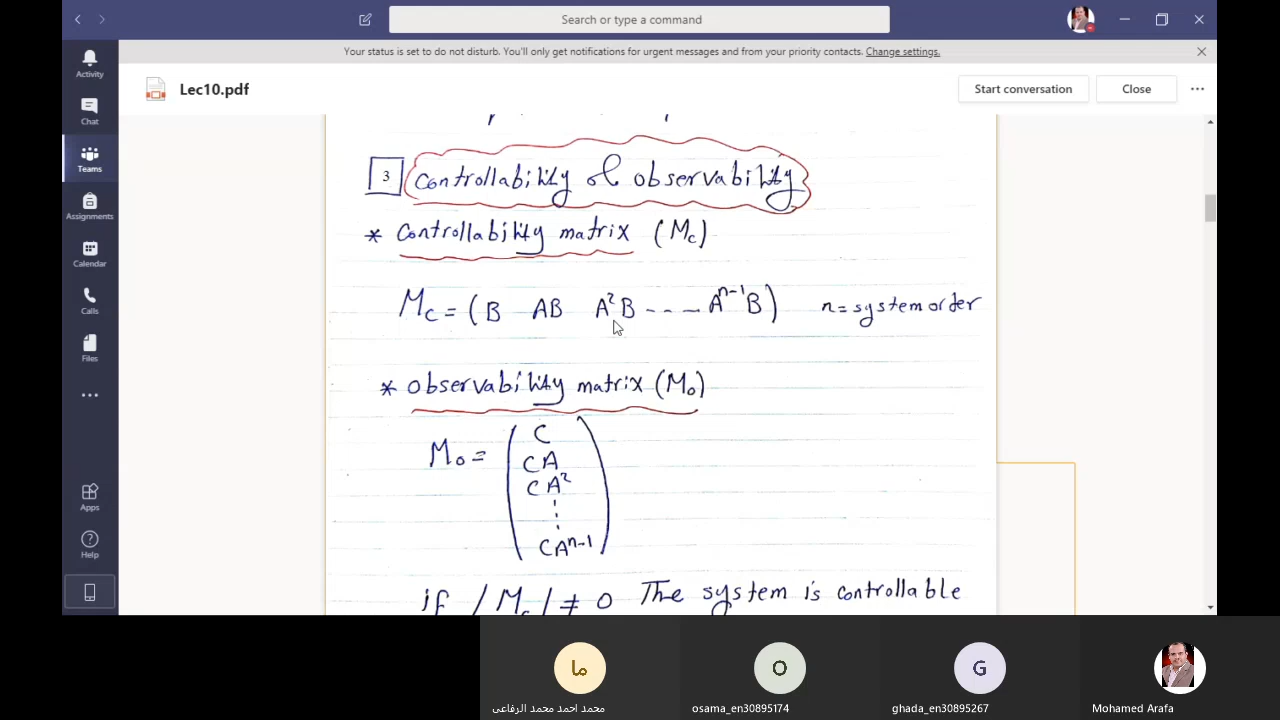 Search or type a command
Your status is set to do not disturb. You'll only get notifications for urgent messages and from your priority contacts. Change settings.
Activity
Chat
Teams
Assignments
Calendar
Calls
Files
Apps
Help
Lec10.pdf
Start conversation
Close
3 Controllability & observability
* Controllability matrix (Mc)
Mc = (B AB A²B ---- Aⁿ⁻¹B) n = system order
* observability matrix (Mo)
Mo =
C
CA
CA²
⋮
CAⁿ⁻¹
if |Mc| ≠ 0 The system is controllable
ما
محمد احمد محمد الرفاعى
O
osama_en30895174
G
ghada_en30895267
Mohamed Arafa